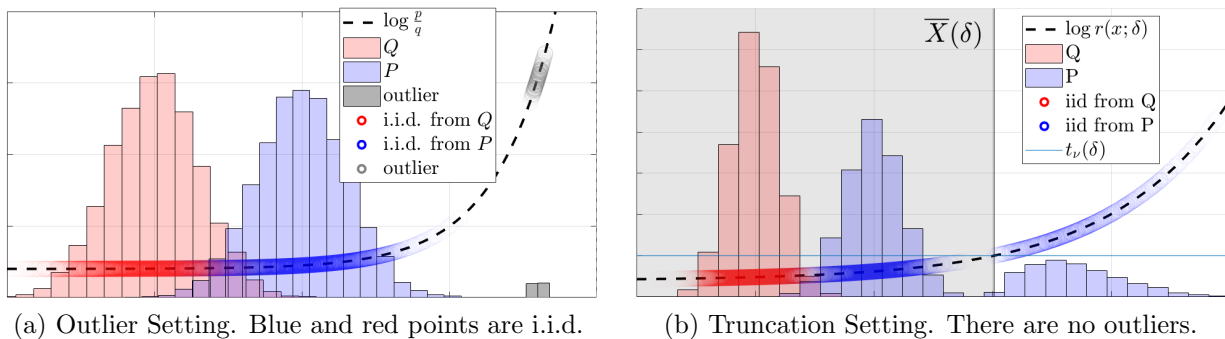 log p/q
Q
P
outlier
i.i.d. from Q
i.i.d. from P
outlier
X̅(δ)
log r(x; δ)
Q
P
iid from Q
iid from P
t_ν(δ)
(a) Outlier Setting. Blue and red points are i.i.d.
(b) Truncation Setting. There are no outliers.